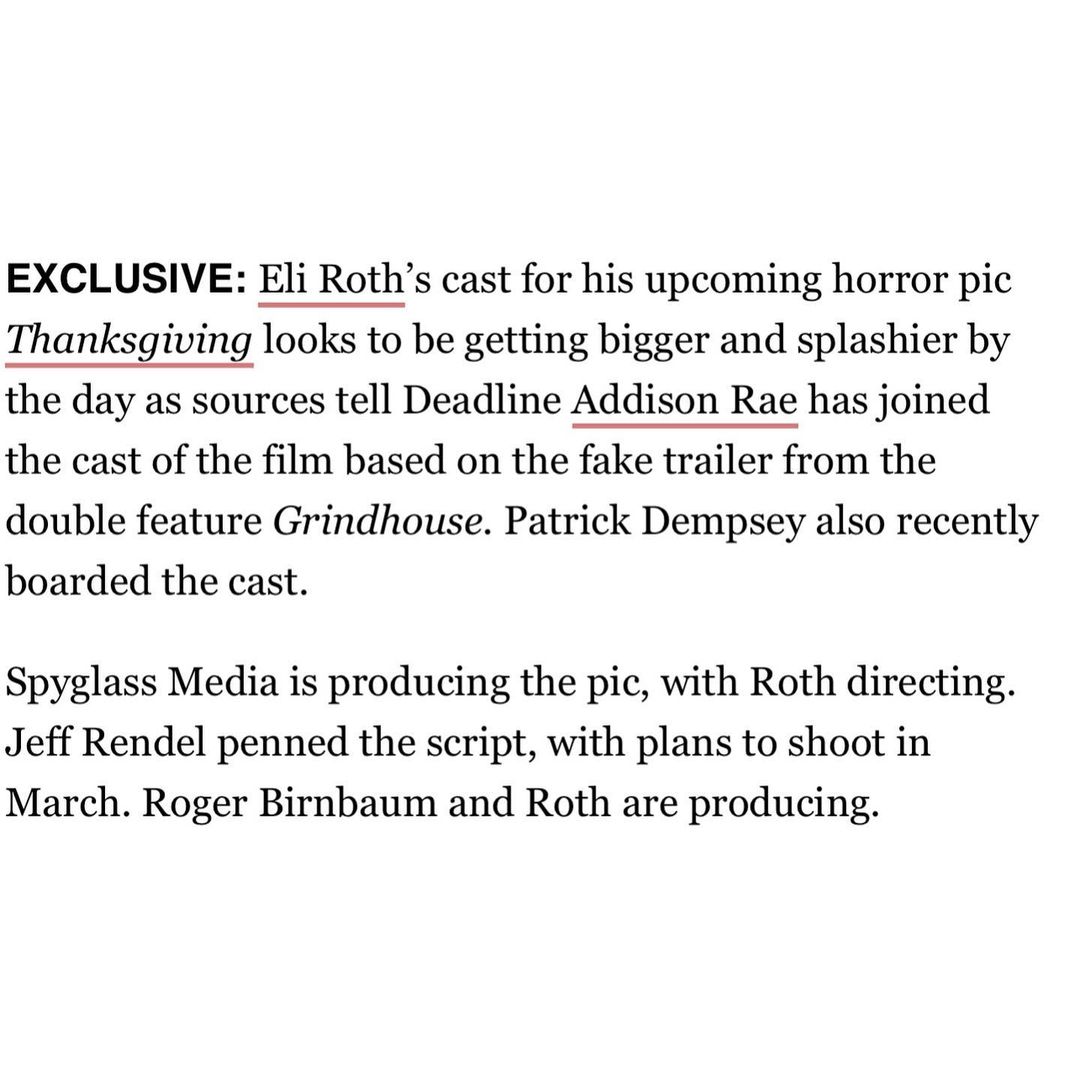 EXCLUSIVE: Eli Roth’s cast for his upcoming horror pic
Thanksgiving looks to be getting bigger and splashier by
the day as sources tell Deadline Addison Rae has joined
the cast of the film based on the fake trailer from the
double feature Grindhouse. Patrick Dempsey also recently
boarded the cast.
Spyglass Media is producing the pic, with Roth directing.
Jeff Rendel penned the script, with plans to shoot in
March. Roger Birnbaum and Roth are producing.